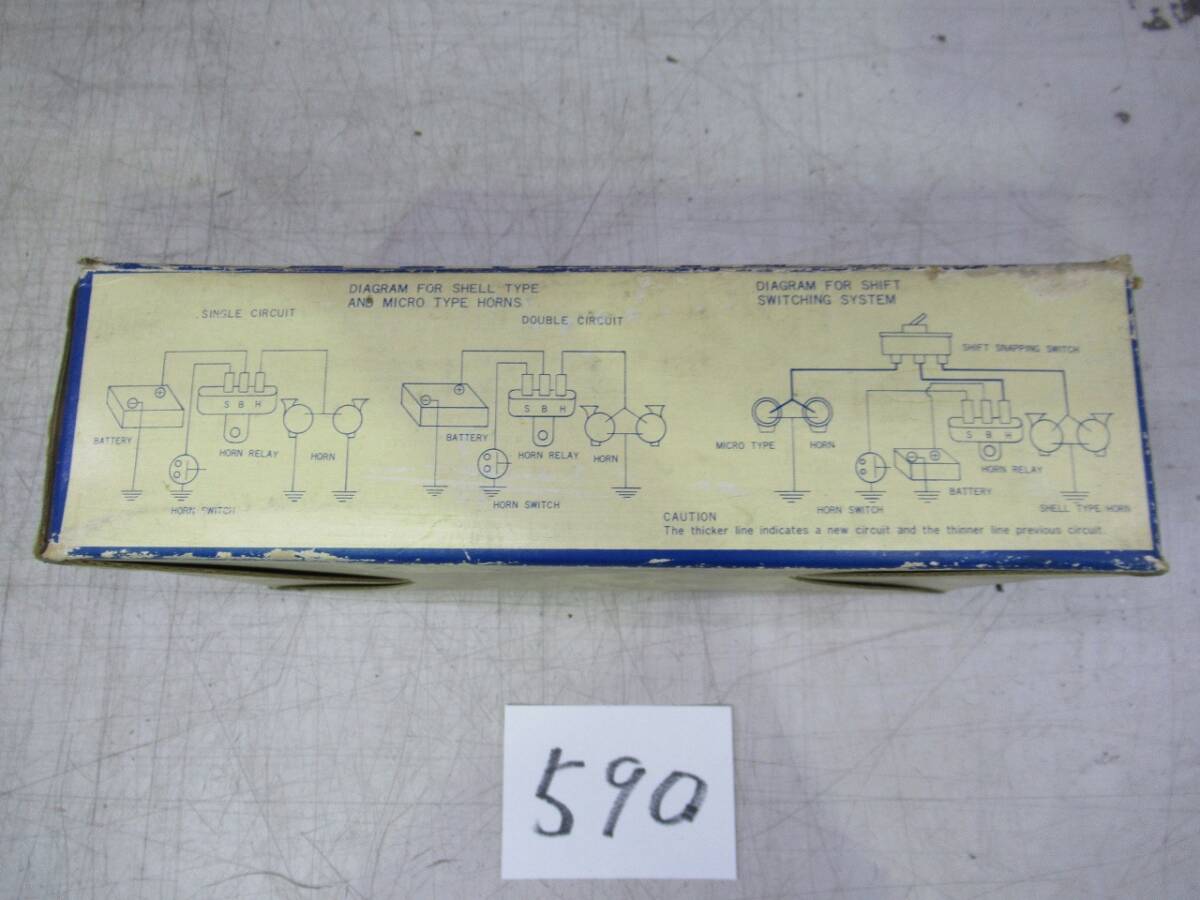 DIAGRAM FOR SHELL TYPE
AND MICRO TYPE HORNS
SINGLE CIRCUIT
BATTERY
S B H
HORN RELAY
HORN
HORN SWITCH
DOUBLE CIRCUIT
BATTERY
S B H
HORN RELAY
HORN
HORN SWITCH
DIAGRAM FOR SHIFT
SWITCHING SYSTEM
SHIFT SNAPPING SWITCH
MICRO TYPE HORN
S B H
HORN RELAY
BATTERY
HORN SWITCH
SHELL TYPE HORN
CAUTION
The thicker line indicates a new circuit and the thinner line previous circuit.
590